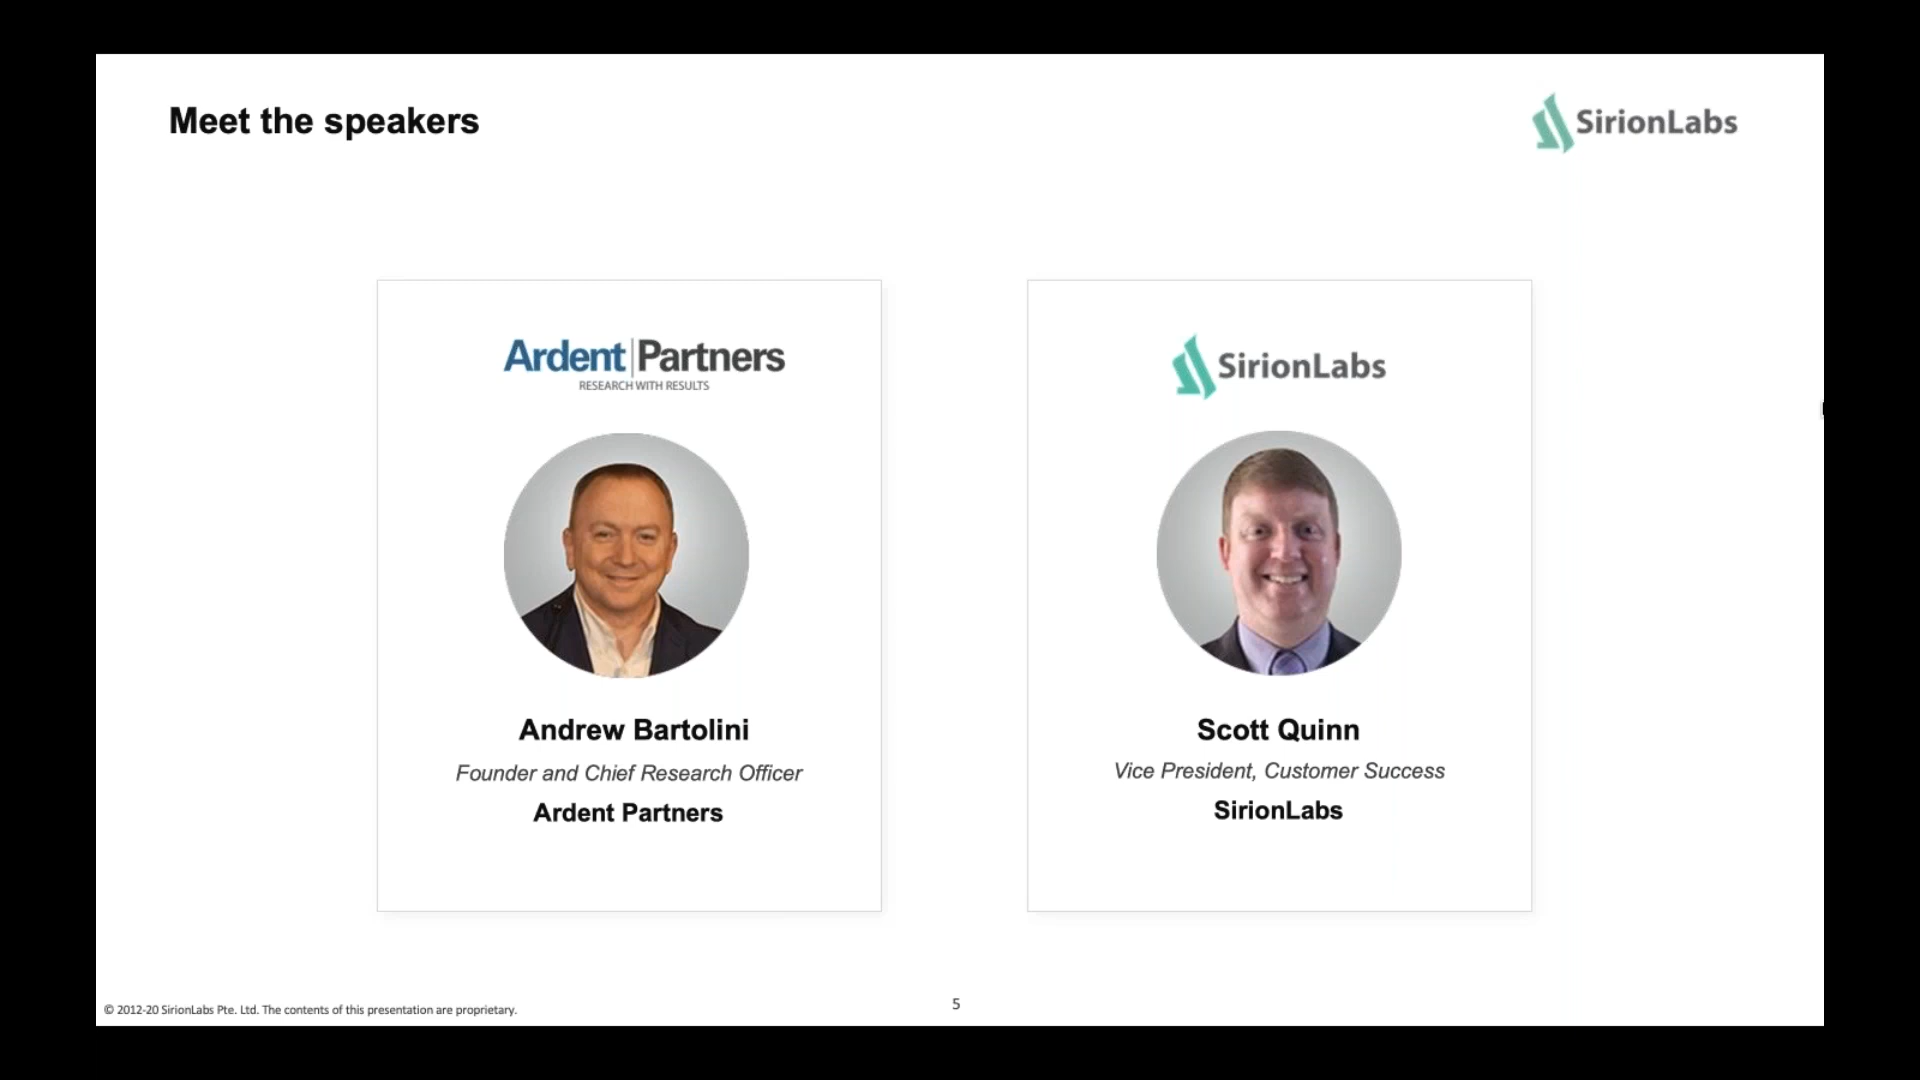 Meet the speakers
SirionLabs
Ardent|Partners
RESEARCH WITH RESULTS
Andrew Bartolini
Founder and Chief Research Officer
Ardent Partners
SirionLabs
Scott Quinn
Vice President, Customer Success
SirionLabs
© 2012-20 SirionLabs Pte. Ltd. The contents of this presentation are proprietary.
5